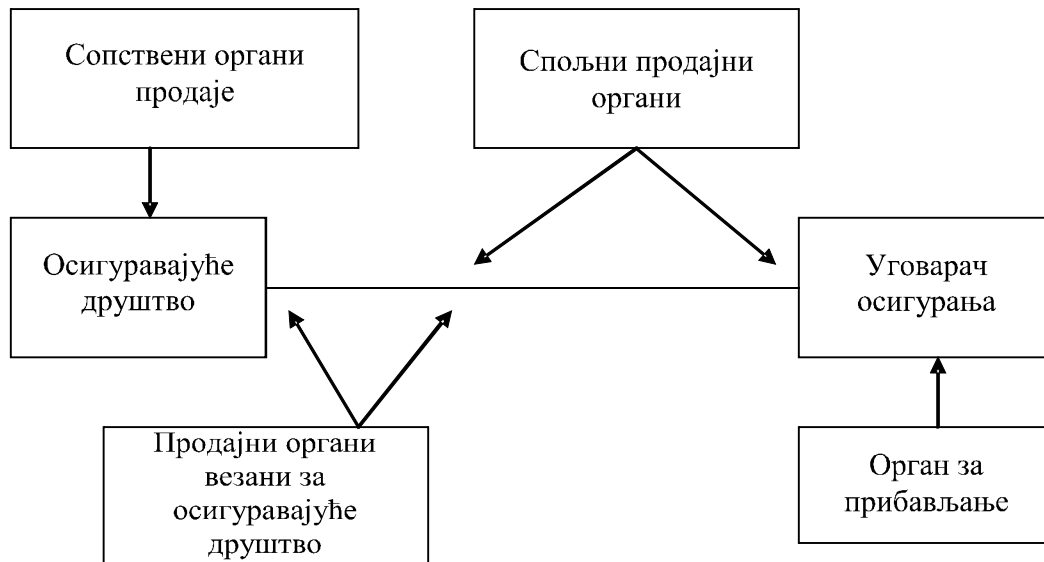 Сопствени органи
продаје
Спољни продајни
органи
Осигуравајуће
друштво
Уговарач
осигурања
Продајни органи
везани за
осигуравајуће
друштво
Орган за
прибављање